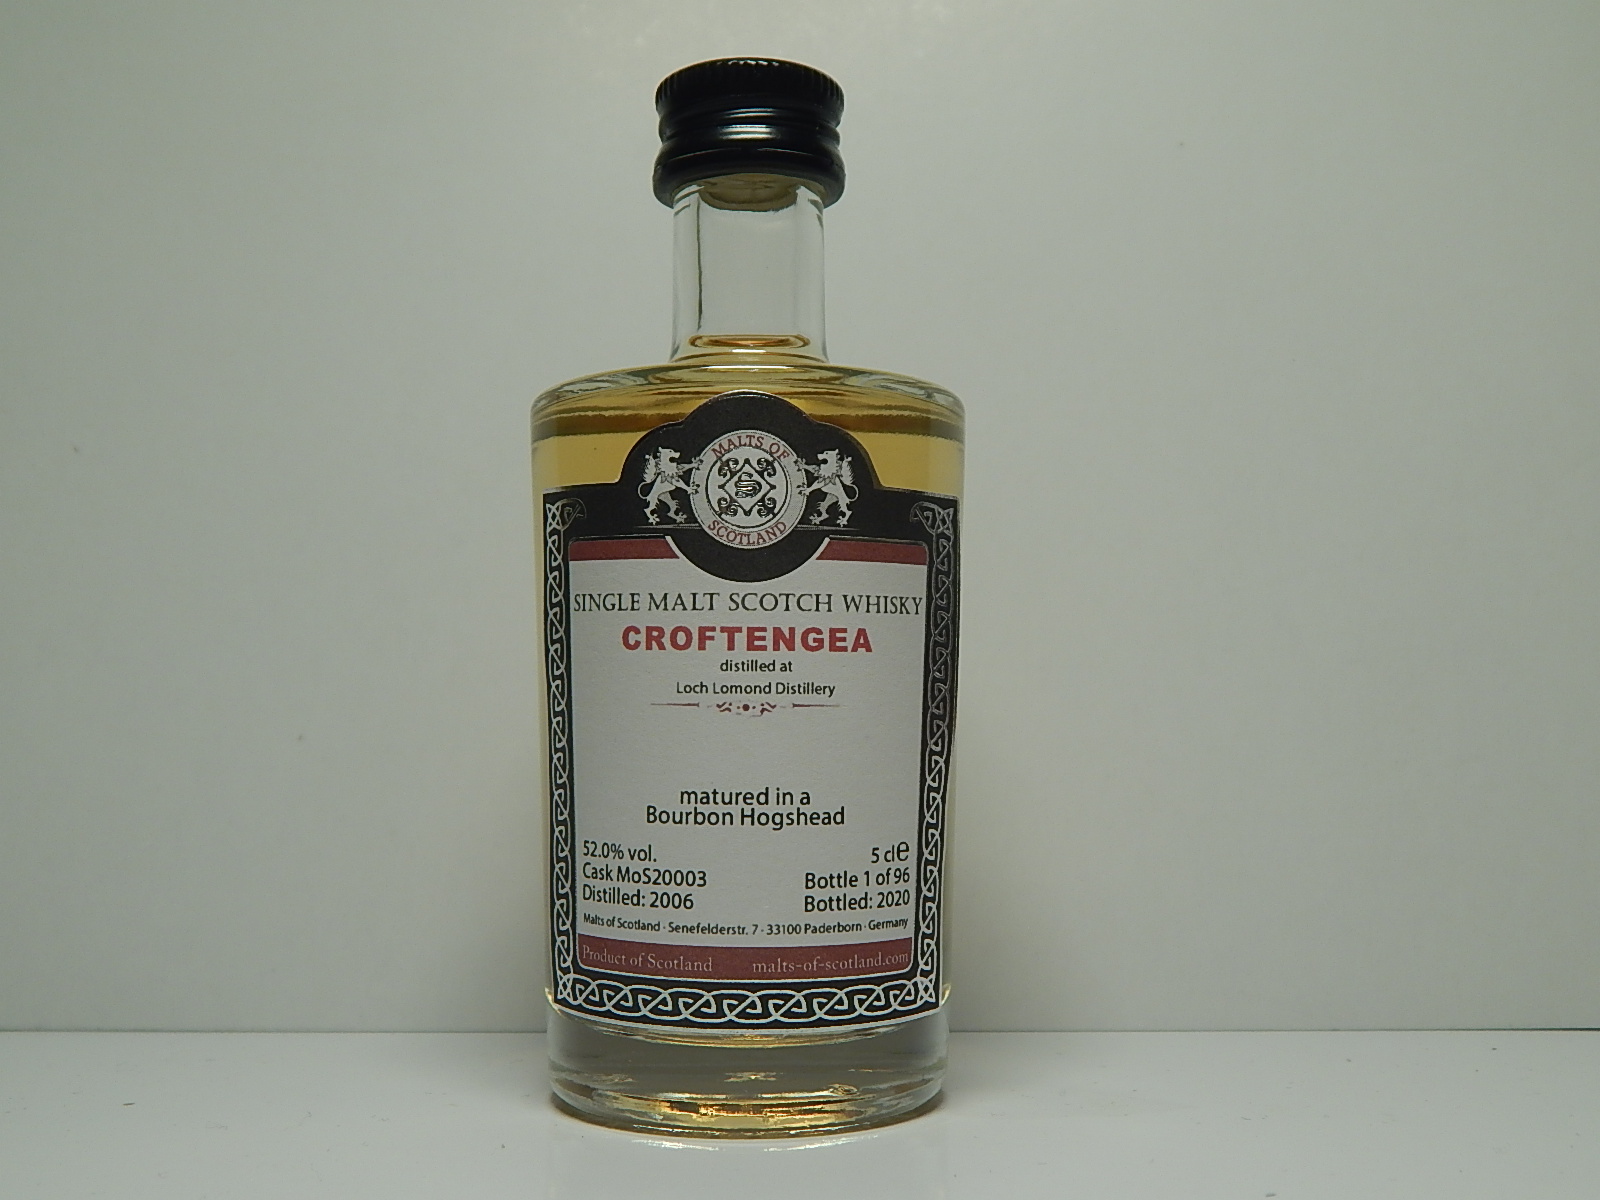 MALTS OF
SCOTLAND
SINGLE MALT SCOTCH WHISKY
CROFTENGEA
distilled at
Loch Lomond Distillery
matured in a
Bourbon Hogshead
52.0% vol. 5 cl e
Cask MoS20003 Bottle 1 of 96
Distilled: 2006 Bottled: 2020
Malts of Scotland · Senefelderstr. 7 · 33100 Paderborn · Germany
Product of Scotland malts-of-scotland.com